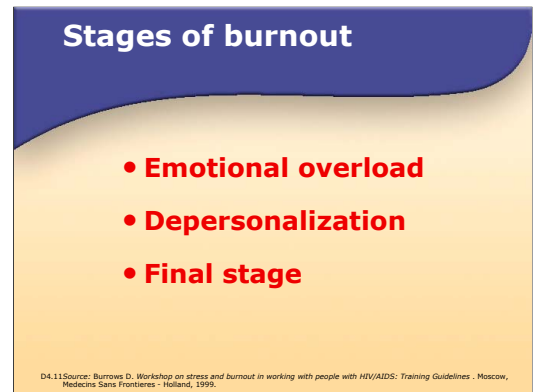 Stages of burnout
• Emotional overload
• Depersonalization
• Final stage
D4.11Source: Burrows D. Workshop on stress and burnout in working with people with HIV/AIDS: Training Guidelines . Moscow,
Medecins Sans Frontieres - Holland, 1999.